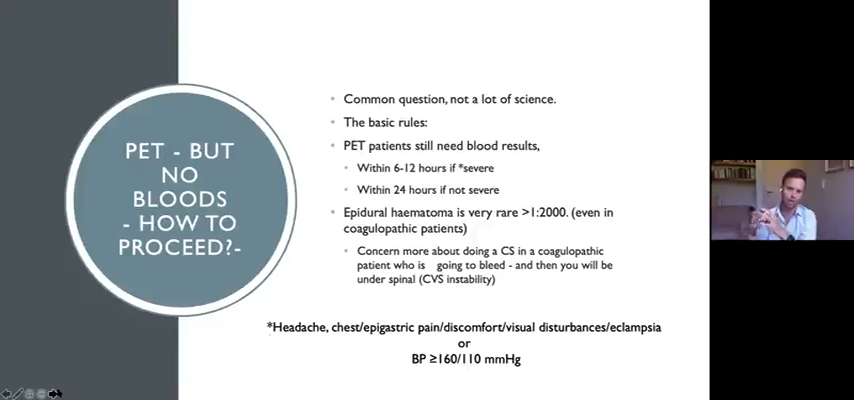 PET - BUT
NO
BLOODS
- HOW TO
PROCEED?-
Common question, not a lot of science.
The basic rules:
PET patients still need blood results,
Within 6-12 hours if *severe
Within 24 hours if not severe
Epidural haematoma is very rare >1:2000. (even in
coagulopathic patients)
Concern more about doing a CS in a coagulopathic
patient who is going to bleed - and then you will be
under spinal (CVS instability)
*Headache, chest/epigastric pain/discomfort/visual disturbances/eclampsia
or
BP ≥160/110 mmHg